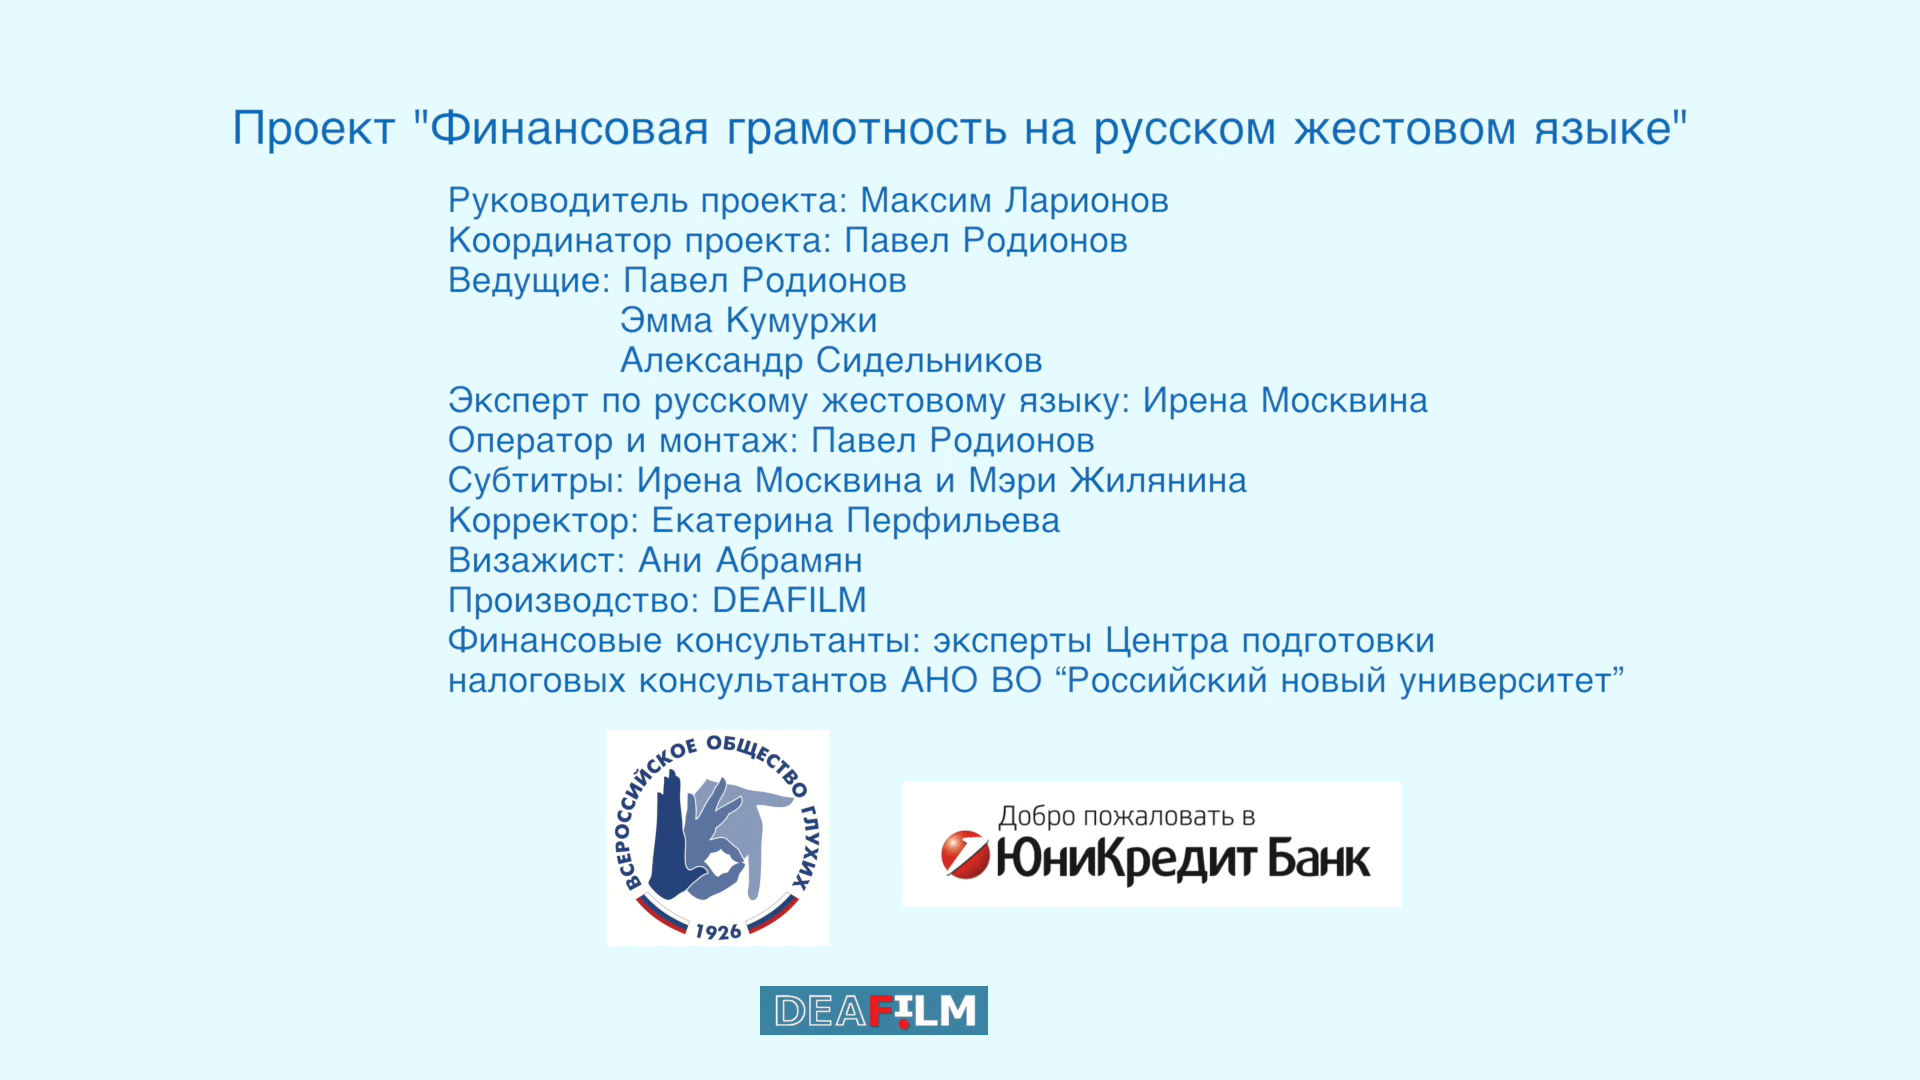 Проект "Финансовая грамотность на русском жестовом языке"
Руководитель проекта: Максим Ларионов
Координатор проекта: Павел Родионов
Ведущие: Павел Родионов
Эмма Кумуржи
Александр Сидельников
Эксперт по русскому жестовому языку: Ирена Москвина
Оператор и монтаж: Павел Родионов
Субтитры: Ирена Москвина и Мэри Жилянина
Корректор: Екатерина Перфильева
Визажист: Ани Абрамян
Производство: DEAFILM
Финансовые консультанты: эксперты Центра подготовки
налоговых консультантов АНО ВО “Российский новый университет”
ВСЕРОССИЙСКОЕ ОБЩЕСТВО ГЛУХИХ
1926
Добро пожаловать в
ЮниКредит Банк
DEAFILM